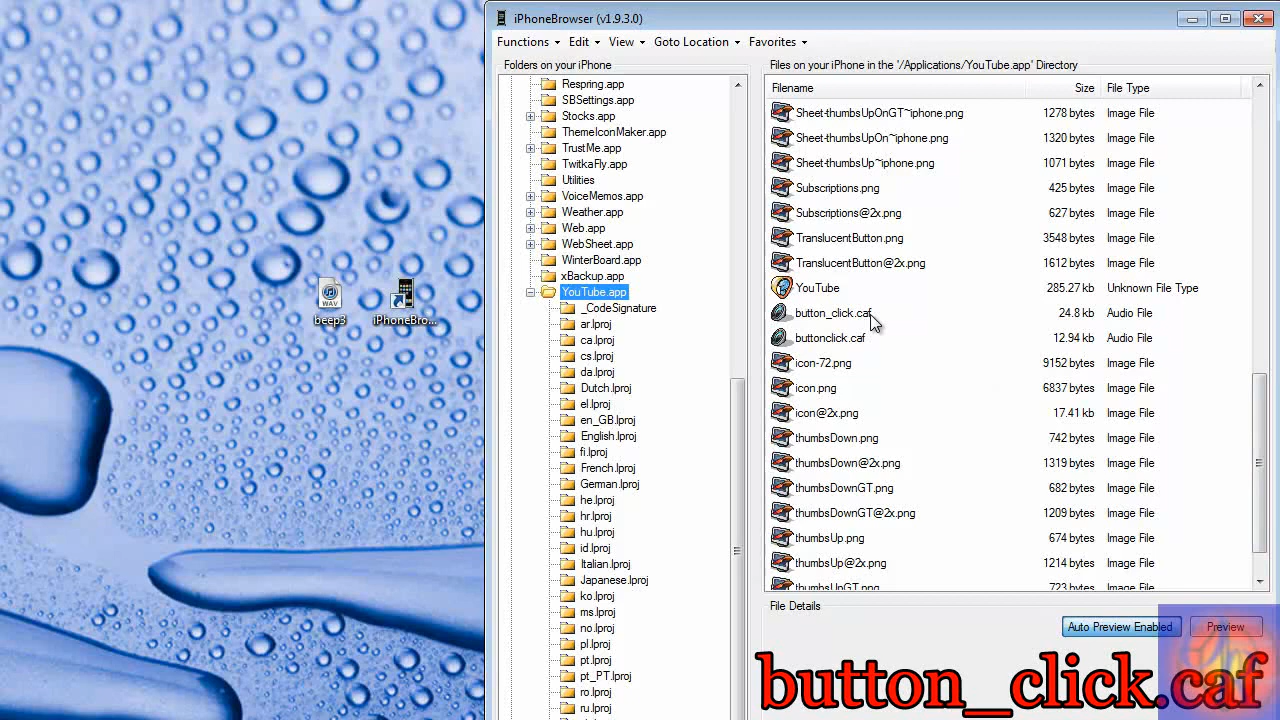 iPhoneBrowser (v1.9.3.0)
Functions Edit View Goto Location Favorites
Folders on your iPhone
Respring.app
SBSettings.app
Stocks.app
ThemeIconMaker.app
TrustMe.app
TwitkaFly.app
Utilities
VoiceMemos.app
Weather.app
Web.app
WebSheet.app
WinterBoard.app
xBackup.app
YouTube.app
_CodeSignature
ar.lproj
ca.lproj
cs.lproj
da.lproj
Dutch.lproj
el.lproj
en_GB.lproj
English.lproj
fi.lproj
French.lproj
German.lproj
he.lproj
hr.lproj
hu.lproj
id.lproj
Italian.lproj
Japanese.lproj
ko.lproj
ms.lproj
no.lproj
pl.lproj
pt.lproj
pt_PT.lproj
ro.lproj
ru.lproj
Files on your iPhone in the '/Applications/YouTube.app' Directory
Filename Size File Type
Sheet-thumbsUpOnGT~iphone.png 1278 bytes Image File
Sheet-thumbsUpOn~iphone.png 1320 bytes Image File
Sheet-thumbsUp~iphone.png 1071 bytes Image File
Subscriptions.png 425 bytes Image File
Subscriptions@2x.png 627 bytes Image File
TranslucentButton.png 3548 bytes Image File
TranslucentButton@2x.png 1612 bytes Image File
YouTube 285.27 kb Unknown File Type
button_click.caf 24.8 kb Audio File
buttonclick.caf 12.94 kb Audio File
icon-72.png 9152 bytes Image File
icon.png 6837 bytes Image File
icon@2x.png 17.41 kb Image File
thumbsDown.png 742 bytes Image File
thumbsDown@2x.png 1319 bytes Image File
thumbsDownGT.png 682 bytes Image File
thumbsDownGT@2x.png 1209 bytes Image File
thumbsUp.png 674 bytes Image File
thumbsUp@2x.png 1214 bytes Image File
thumbsUpGT.png 723 bytes Image File
File Details
Auto Preview Enabled Preview
beep3
iPhoneBro...
WAV
button_click.caf